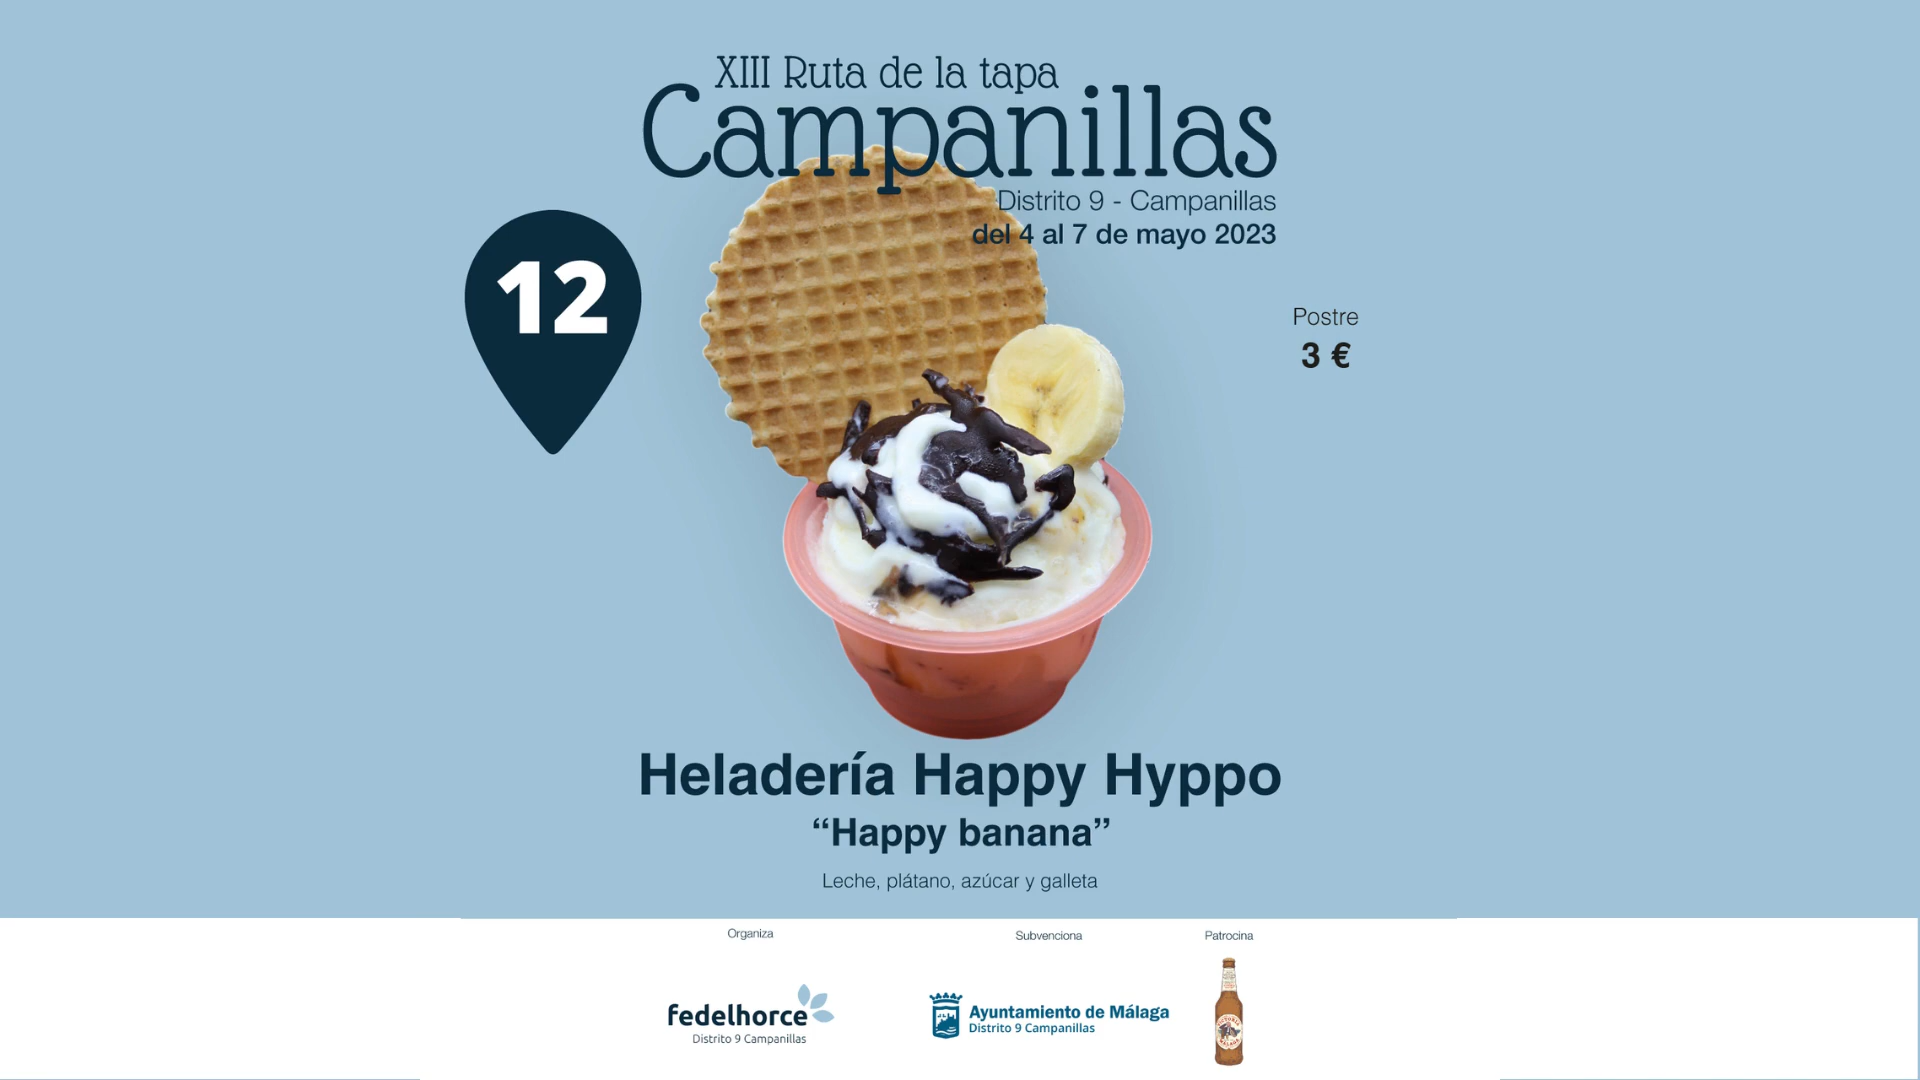 XIII Ruta de la tapa
Campanillas
Distrito 9 - Campanillas
del 4 al 7 de mayo 2023
12
Postre
3 €
Heladería Happy Hyppo
“Happy banana”
Leche, plátano, azúcar y galleta
Organiza
Subvenciona
Patrocina
fedelhorce
Distrito 9 Campanillas
Ayuntamiento de Málaga
Distrito 9 Campanillas
VICTORIA
MÁLAGA